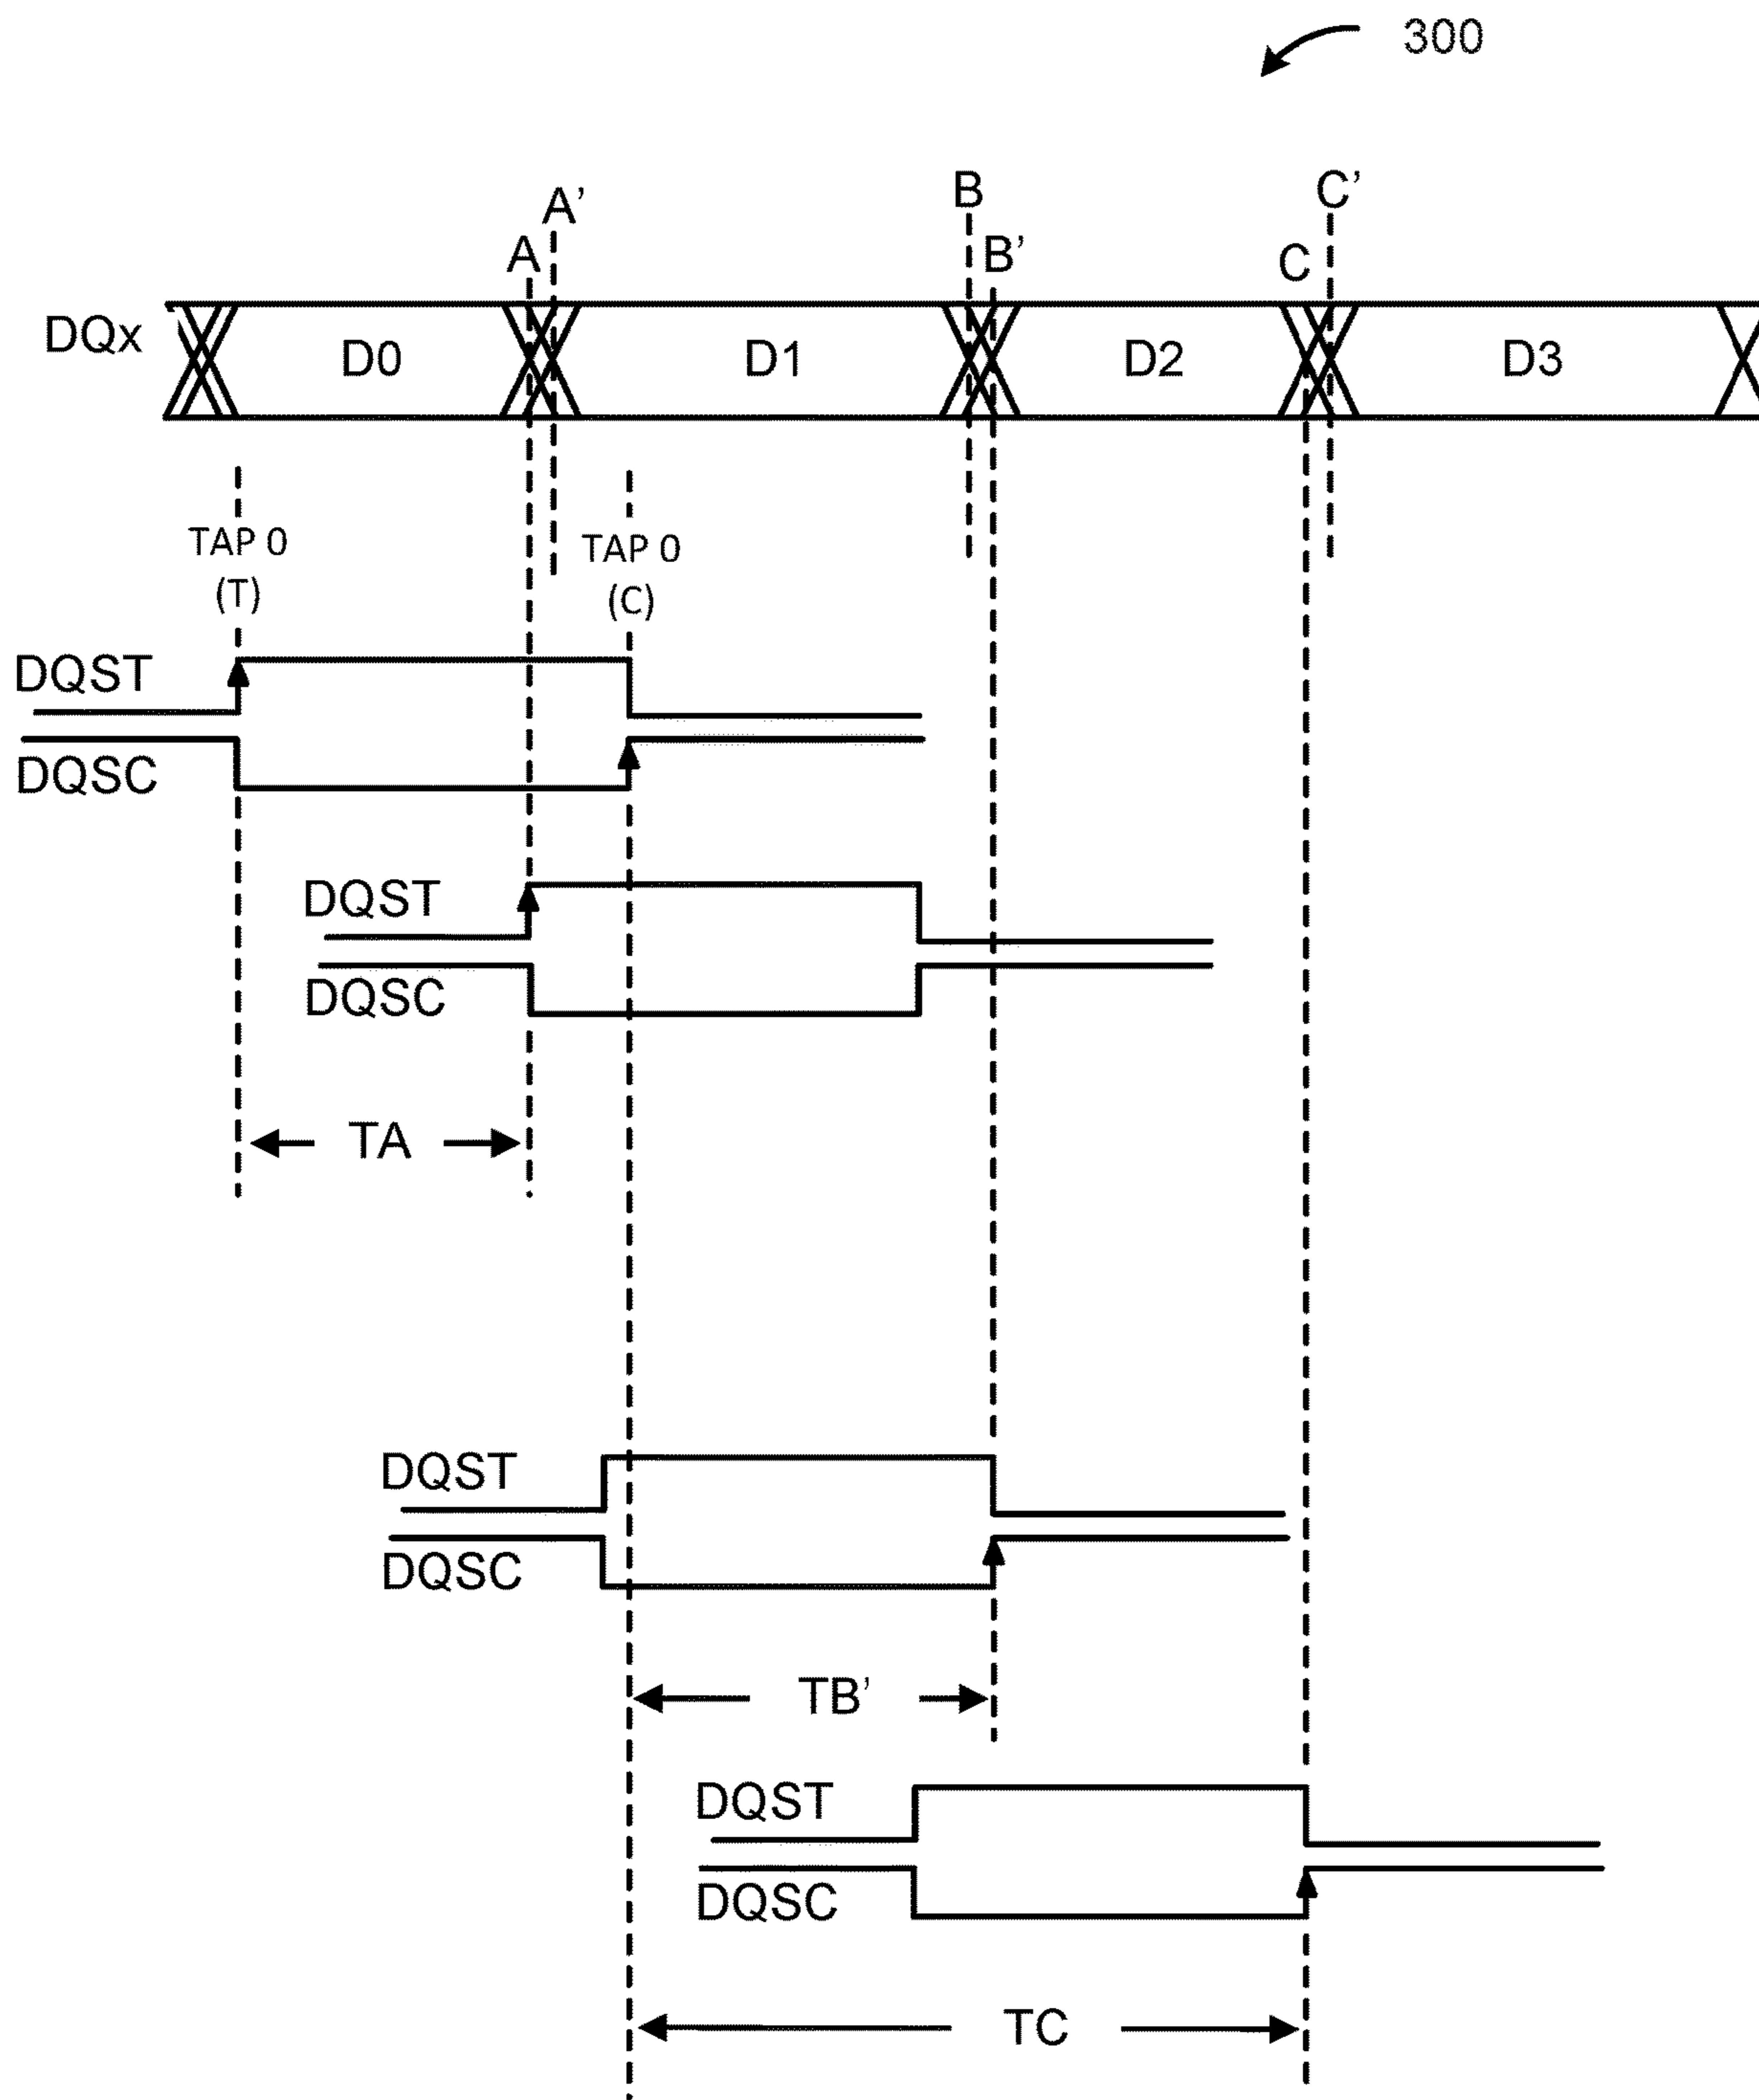 300
A’
A
B
B’
C’
C
DQx
D0
D1
D2
D3
TAP 0
(T)
TAP 0
(C)
DQST
DQSC
DQST
DQSC
TA
DQST
DQSC
TB’
DQST
DQSC
TC